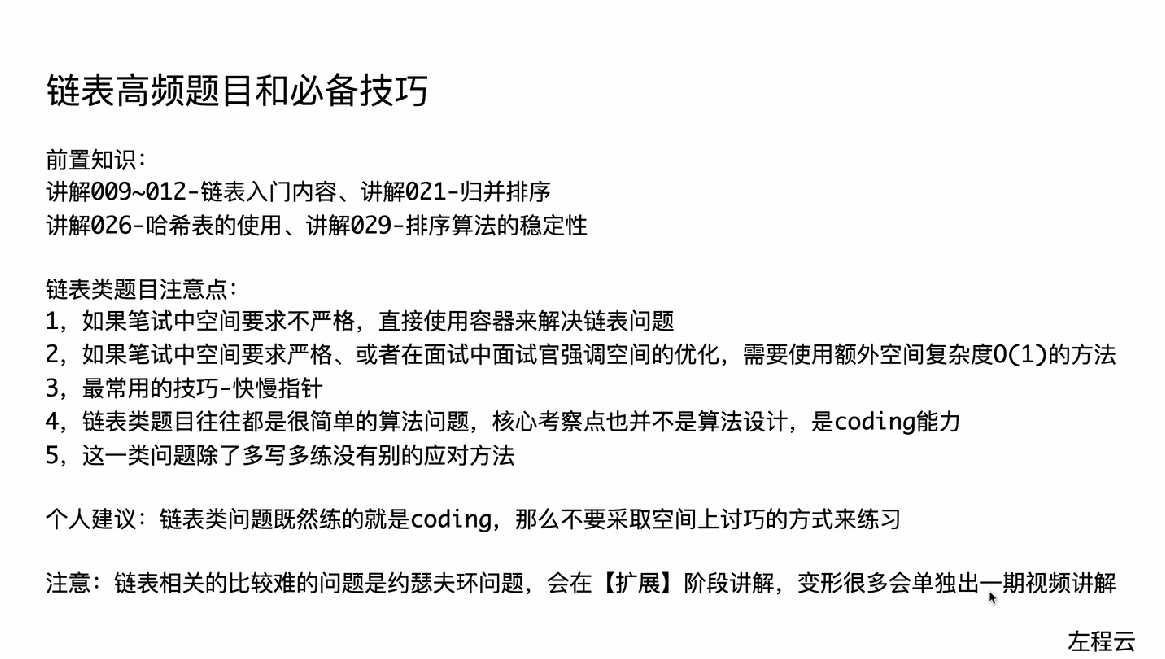 链表高频题目和必备技巧
前置知识：
讲解009~012-链表入门内容、讲解021-归并排序
讲解026-哈希表的使用、讲解029-排序算法的稳定性
链表类题目注意点：
1，如果笔试中空间要求不严格，直接使用容器来解决链表问题
2，如果笔试中空间要求严格、或者在面试中面试官强调空间的优化，需要使用额外空间复杂度O(1)的方法
3，最常用的技巧-快慢指针
4，链表类题目往往都是很简单的算法问题，核心考察点也并不是算法设计，是coding能力
5，这一类问题除了多写多练没有别的应对方法
个人建议：链表类问题既然练的就是coding，那么不要采取空间上讨巧的方式来练习
注意：链表相关的比较难的问题是约瑟夫环问题，会在【扩展】阶段讲解，变形很多会单独出一期视频讲解
左程云